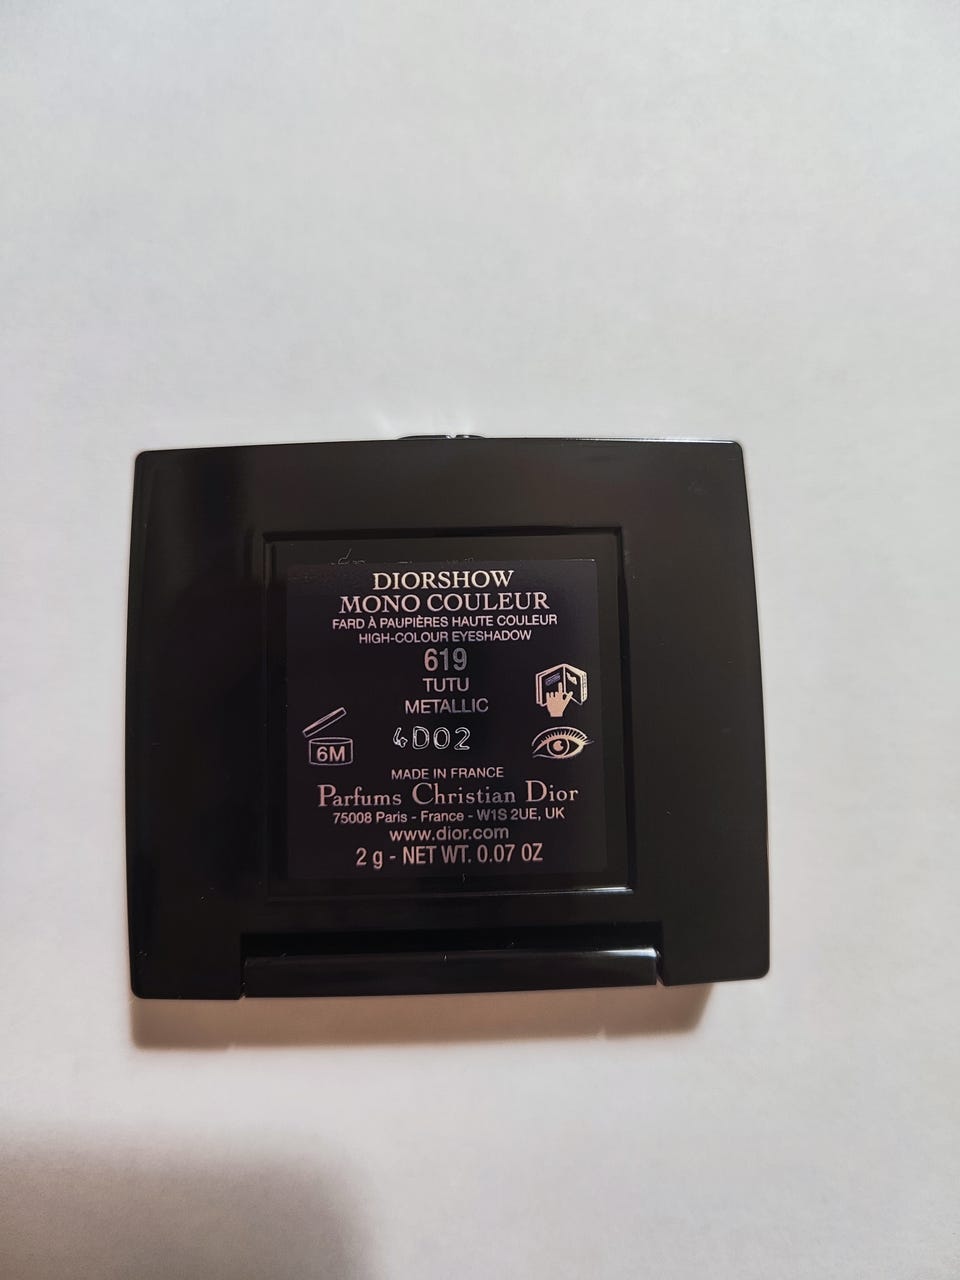 DIORSHOW
MONO COULEUR
FARD À PAUPIÈRES HAUTE COULEUR
HIGH-COLOUR EYESHADOW
619
TUTU
METALLIC
6M
4D02
MADE IN FRANCE
Parfums Christian Dior
75008 Paris - France - W1S 2UE, UK
www.dior.com
2 g - NET WT. 0.07 OZ